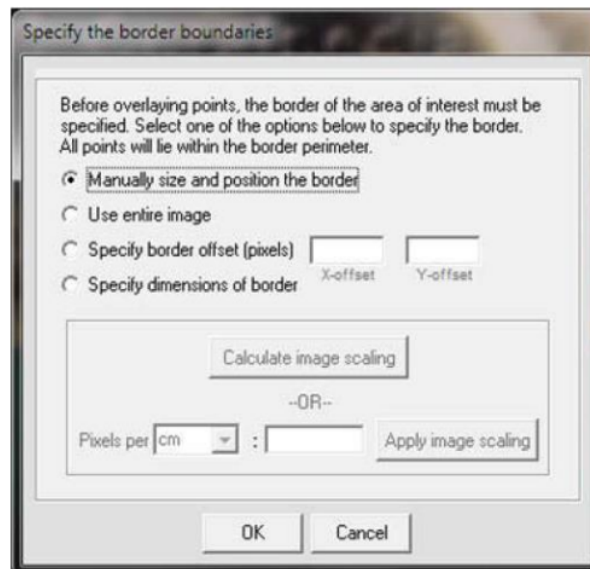 Specify the border boundaries
Before overlaying points, the border of the area of interest must be
specified. Select one of the options below to specify the border.
All points will lie within the border perimeter.
Manually size and position the border
Use entire image
Specify border offset (pixels)
X-offset Y-offset
Specify dimensions of border
Calculate image scaling
--OR--
Pixels per cm : Apply image scaling
OK Cancel